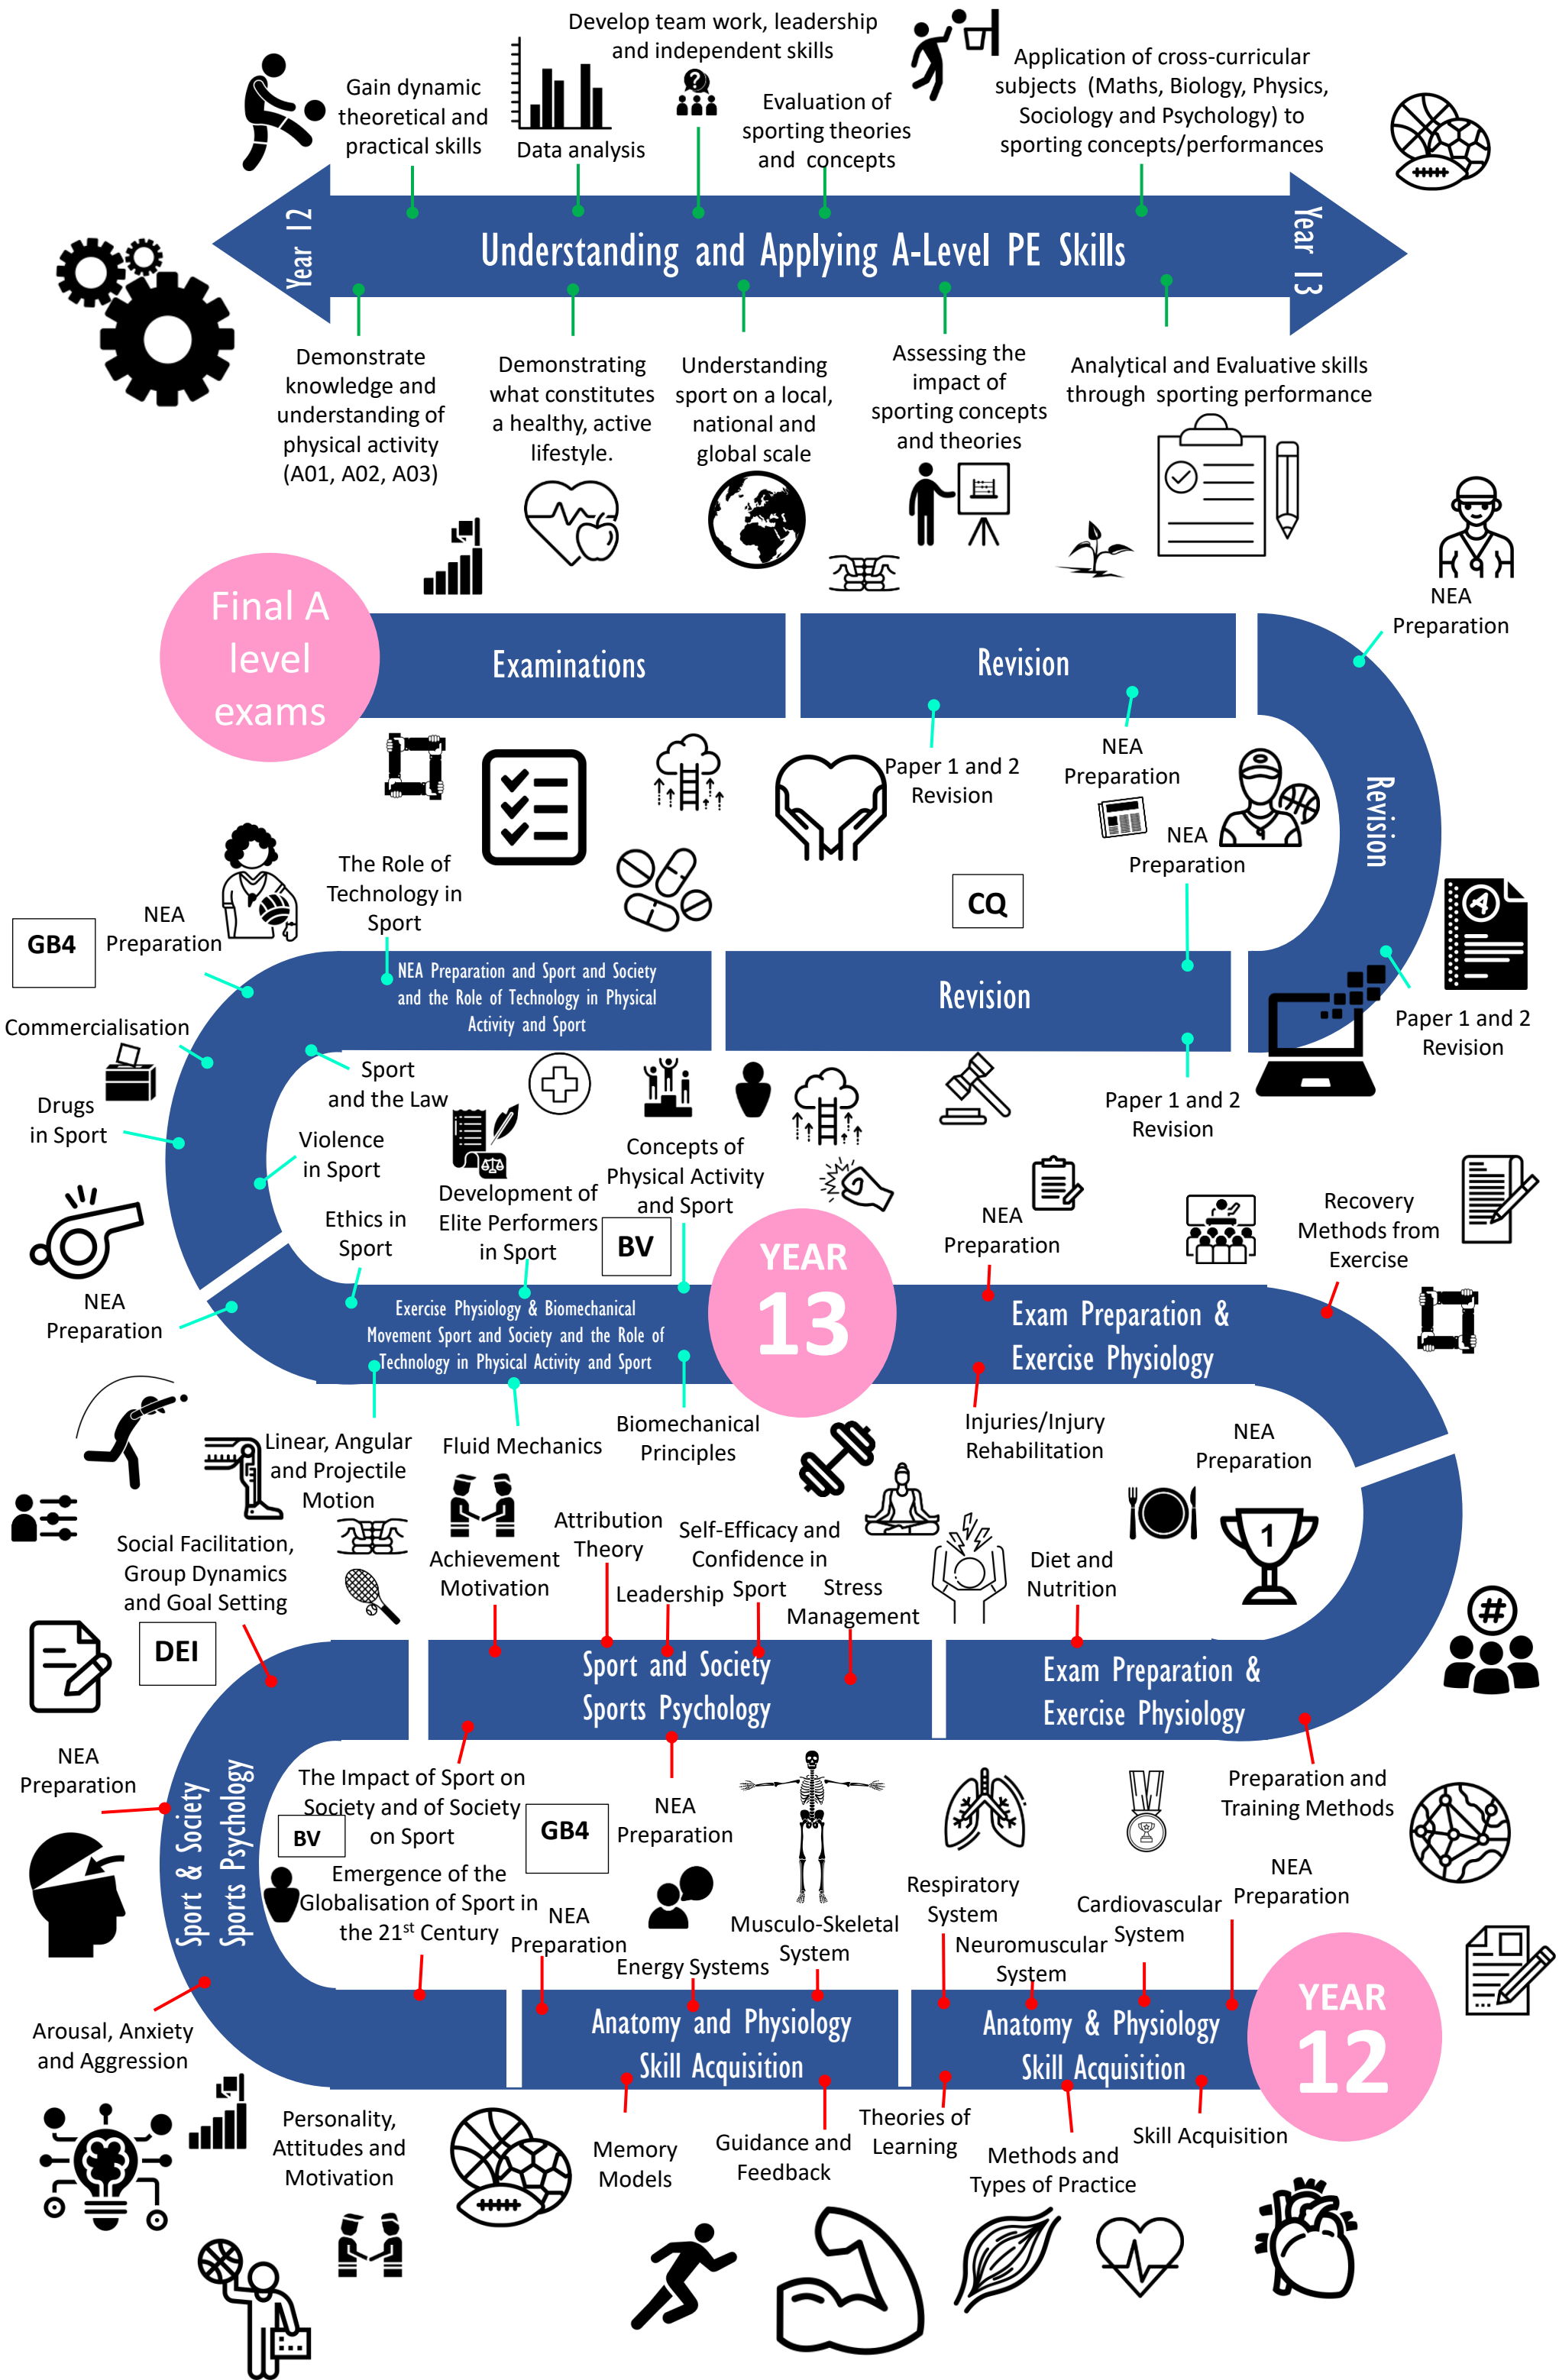 Develop team work, leadership
and independent skills
Gain dynamic
theoretical and
practical skills
Data analysis
Evaluation of
sporting theories
and concepts
Application of cross-curricular
subjects (Maths, Biology, Physics,
Sociology and Psychology) to
sporting concepts/performances
Year 12
Understanding and Applying A-Level PE Skills
Year 13
Demonstrate
knowledge and
understanding of
physical activity
(A01, A02, A03)
Demonstrating
what constitutes
a healthy, active
lifestyle.
Understanding
sport on a local,
national and
global scale
Assessing the
impact of
sporting concepts
and theories
Analytical and Evaluative skills
through sporting performance
NEA
Preparation
Final A
level
exams
Examinations
Revision
Revision
Paper 1 and 2
Revision
NEA
Preparation
NEA
Preparation
The Role of
Technology in
Sport
CQ
GB4
NEA
Preparation
NEA Preparation and Sport and Society
and the Role of Technology in Physical
Activity and Sport
Revision
Paper 1 and 2
Revision
Commercialisation
Sport
and the Law
Drugs
in Sport
Violence
in Sport
Paper 1 and 2
Revision
Concepts of
Physical Activity
and Sport
Development of
Elite Performers
in Sport
BV
Ethics in
Sport
NEA
Preparation
YEAR
13
NEA
Preparation
Recovery
Methods from
Exercise
Exercise Physiology & Biomechanical
Movement Sport and Society and the Role of
Technology in Physical Activity and Sport
Exam Preparation &
Exercise Physiology
Linear, Angular
and Projectile
Motion
Fluid Mechanics
Biomechanical
Principles
Injuries/Injury
Rehabilitation
NEA
Preparation
Social Facilitation,
Group Dynamics
and Goal Setting
DEI
Achievement
Motivation
Attribution
Theory
Leadership
Self-Efficacy and
Confidence in
Sport
Stress
Management
Diet and
Nutrition
1
#
Sport and Society
Sports Psychology
Exam Preparation &
Exercise Physiology
NEA
Preparation
Sport & Society
Sports Psychology
The Impact of Sport on
Society and of Society
on Sport
BV
GB4
NEA
Preparation
Preparation and
Training Methods
Emergence of the
Globalisation of Sport in
the 21st Century
NEA
Preparation
Energy Systems
Musculo-Skeletal
System
Respiratory
System
Neuromuscular
System
Cardiovascular
System
NEA
Preparation
Anatomy and Physiology
Skill Acquisition
Anatomy & Physiology
Skill Acquisition
YEAR
12
Arousal, Anxiety
and Aggression
Personality,
Attitudes and
Motivation
Memory
Models
Guidance and
Feedback
Theories of
Learning
Methods and
Types of Practice
Skill Acquisition